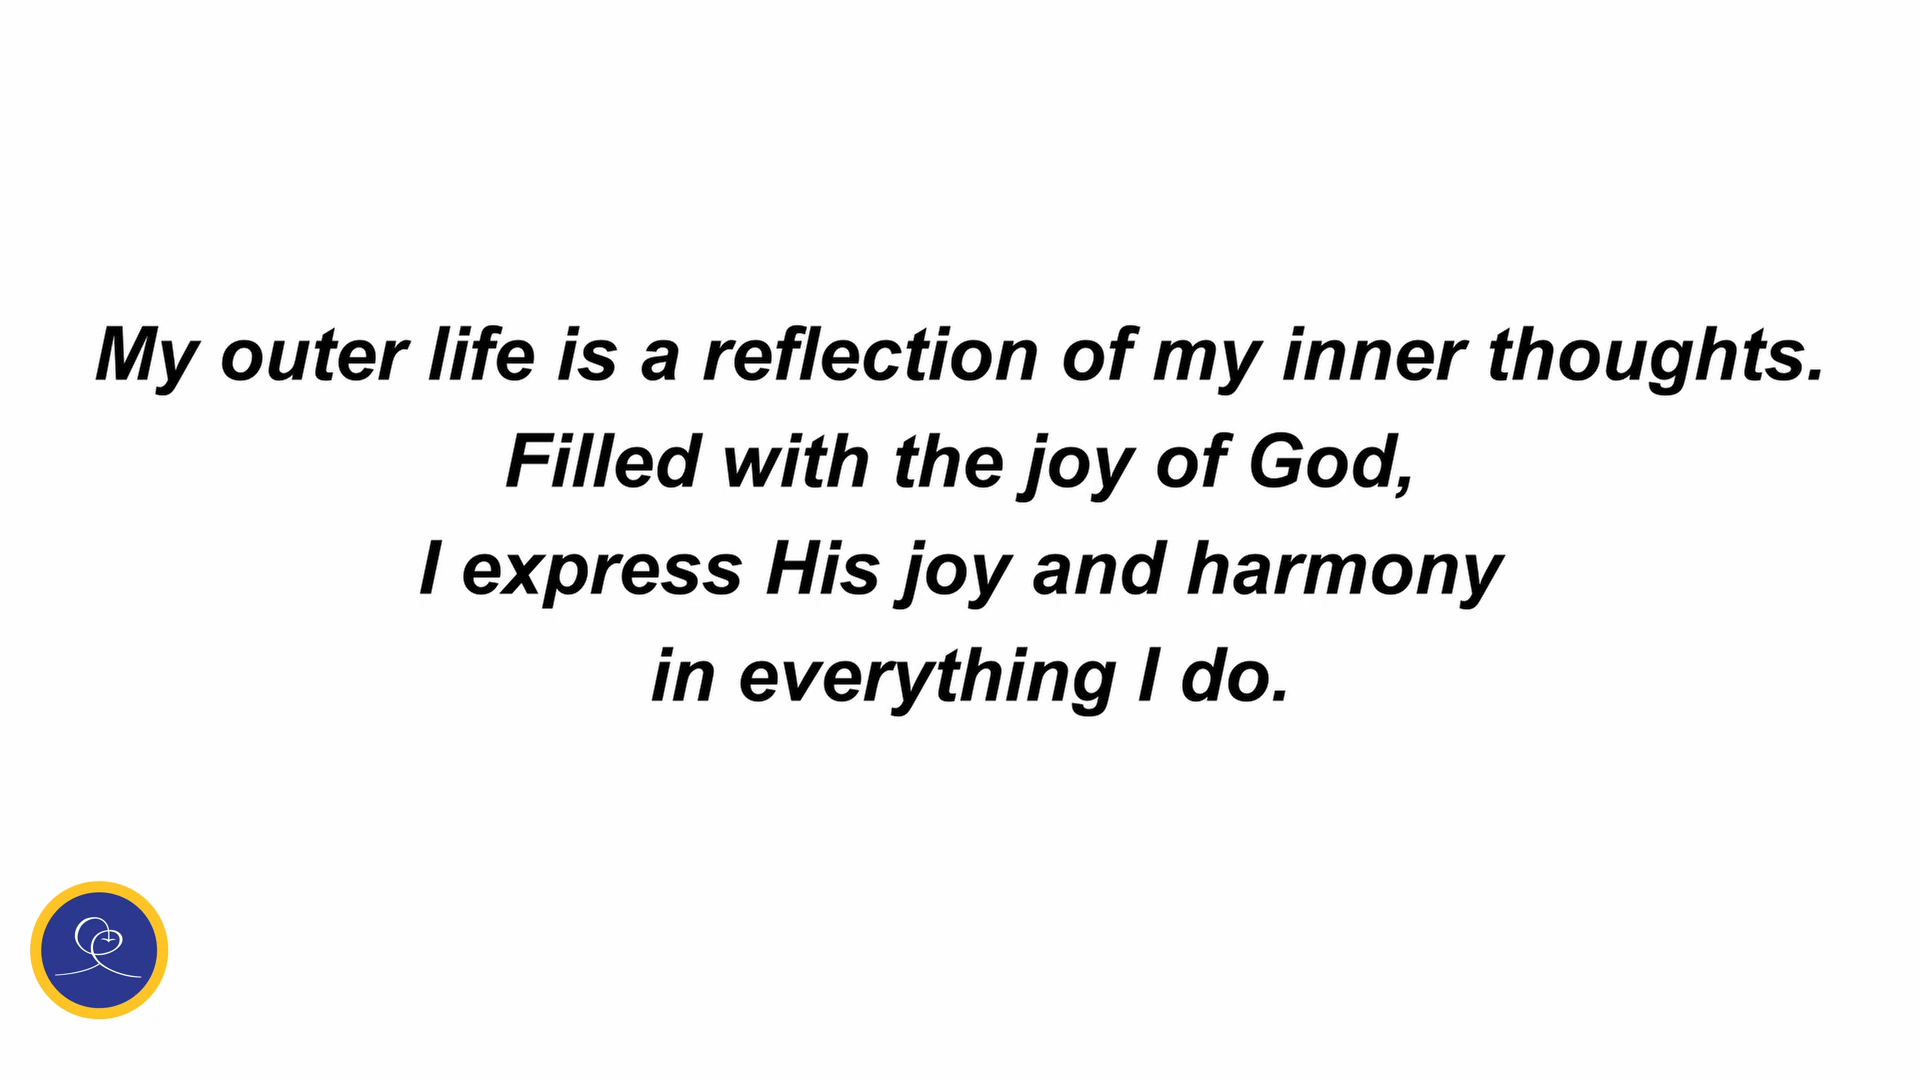 My outer life is a reflection of my inner thoughts.
Filled with the joy of God,
I express His joy and harmony
in everything I do.